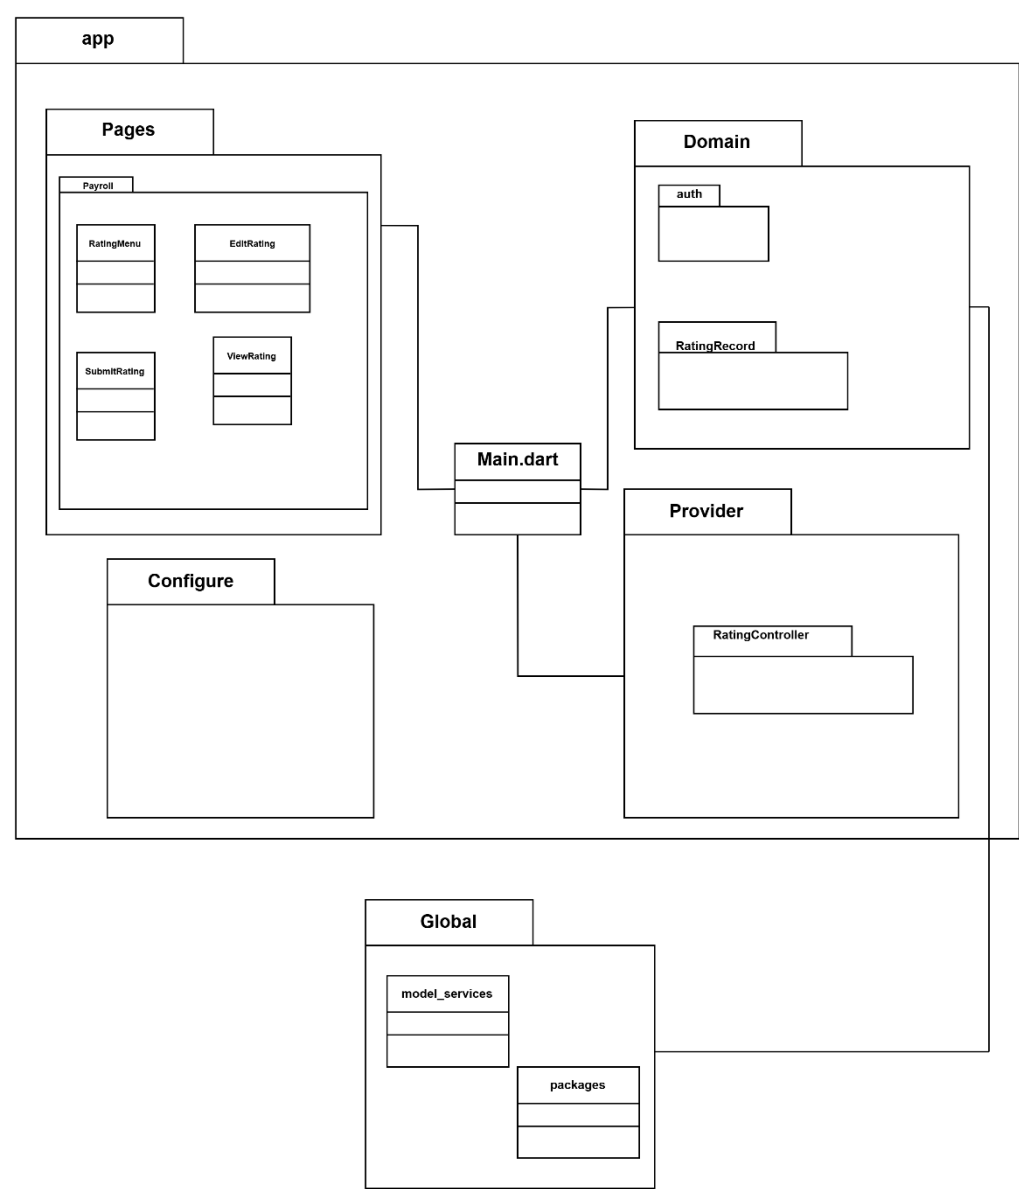 app
Pages
Domain
Payroll
auth
RatingMenu
EditRating
RatingRecord
ViewRating
SubmitRating
Main.dart
Provider
Configure
RatingController
Global
model_services
packages